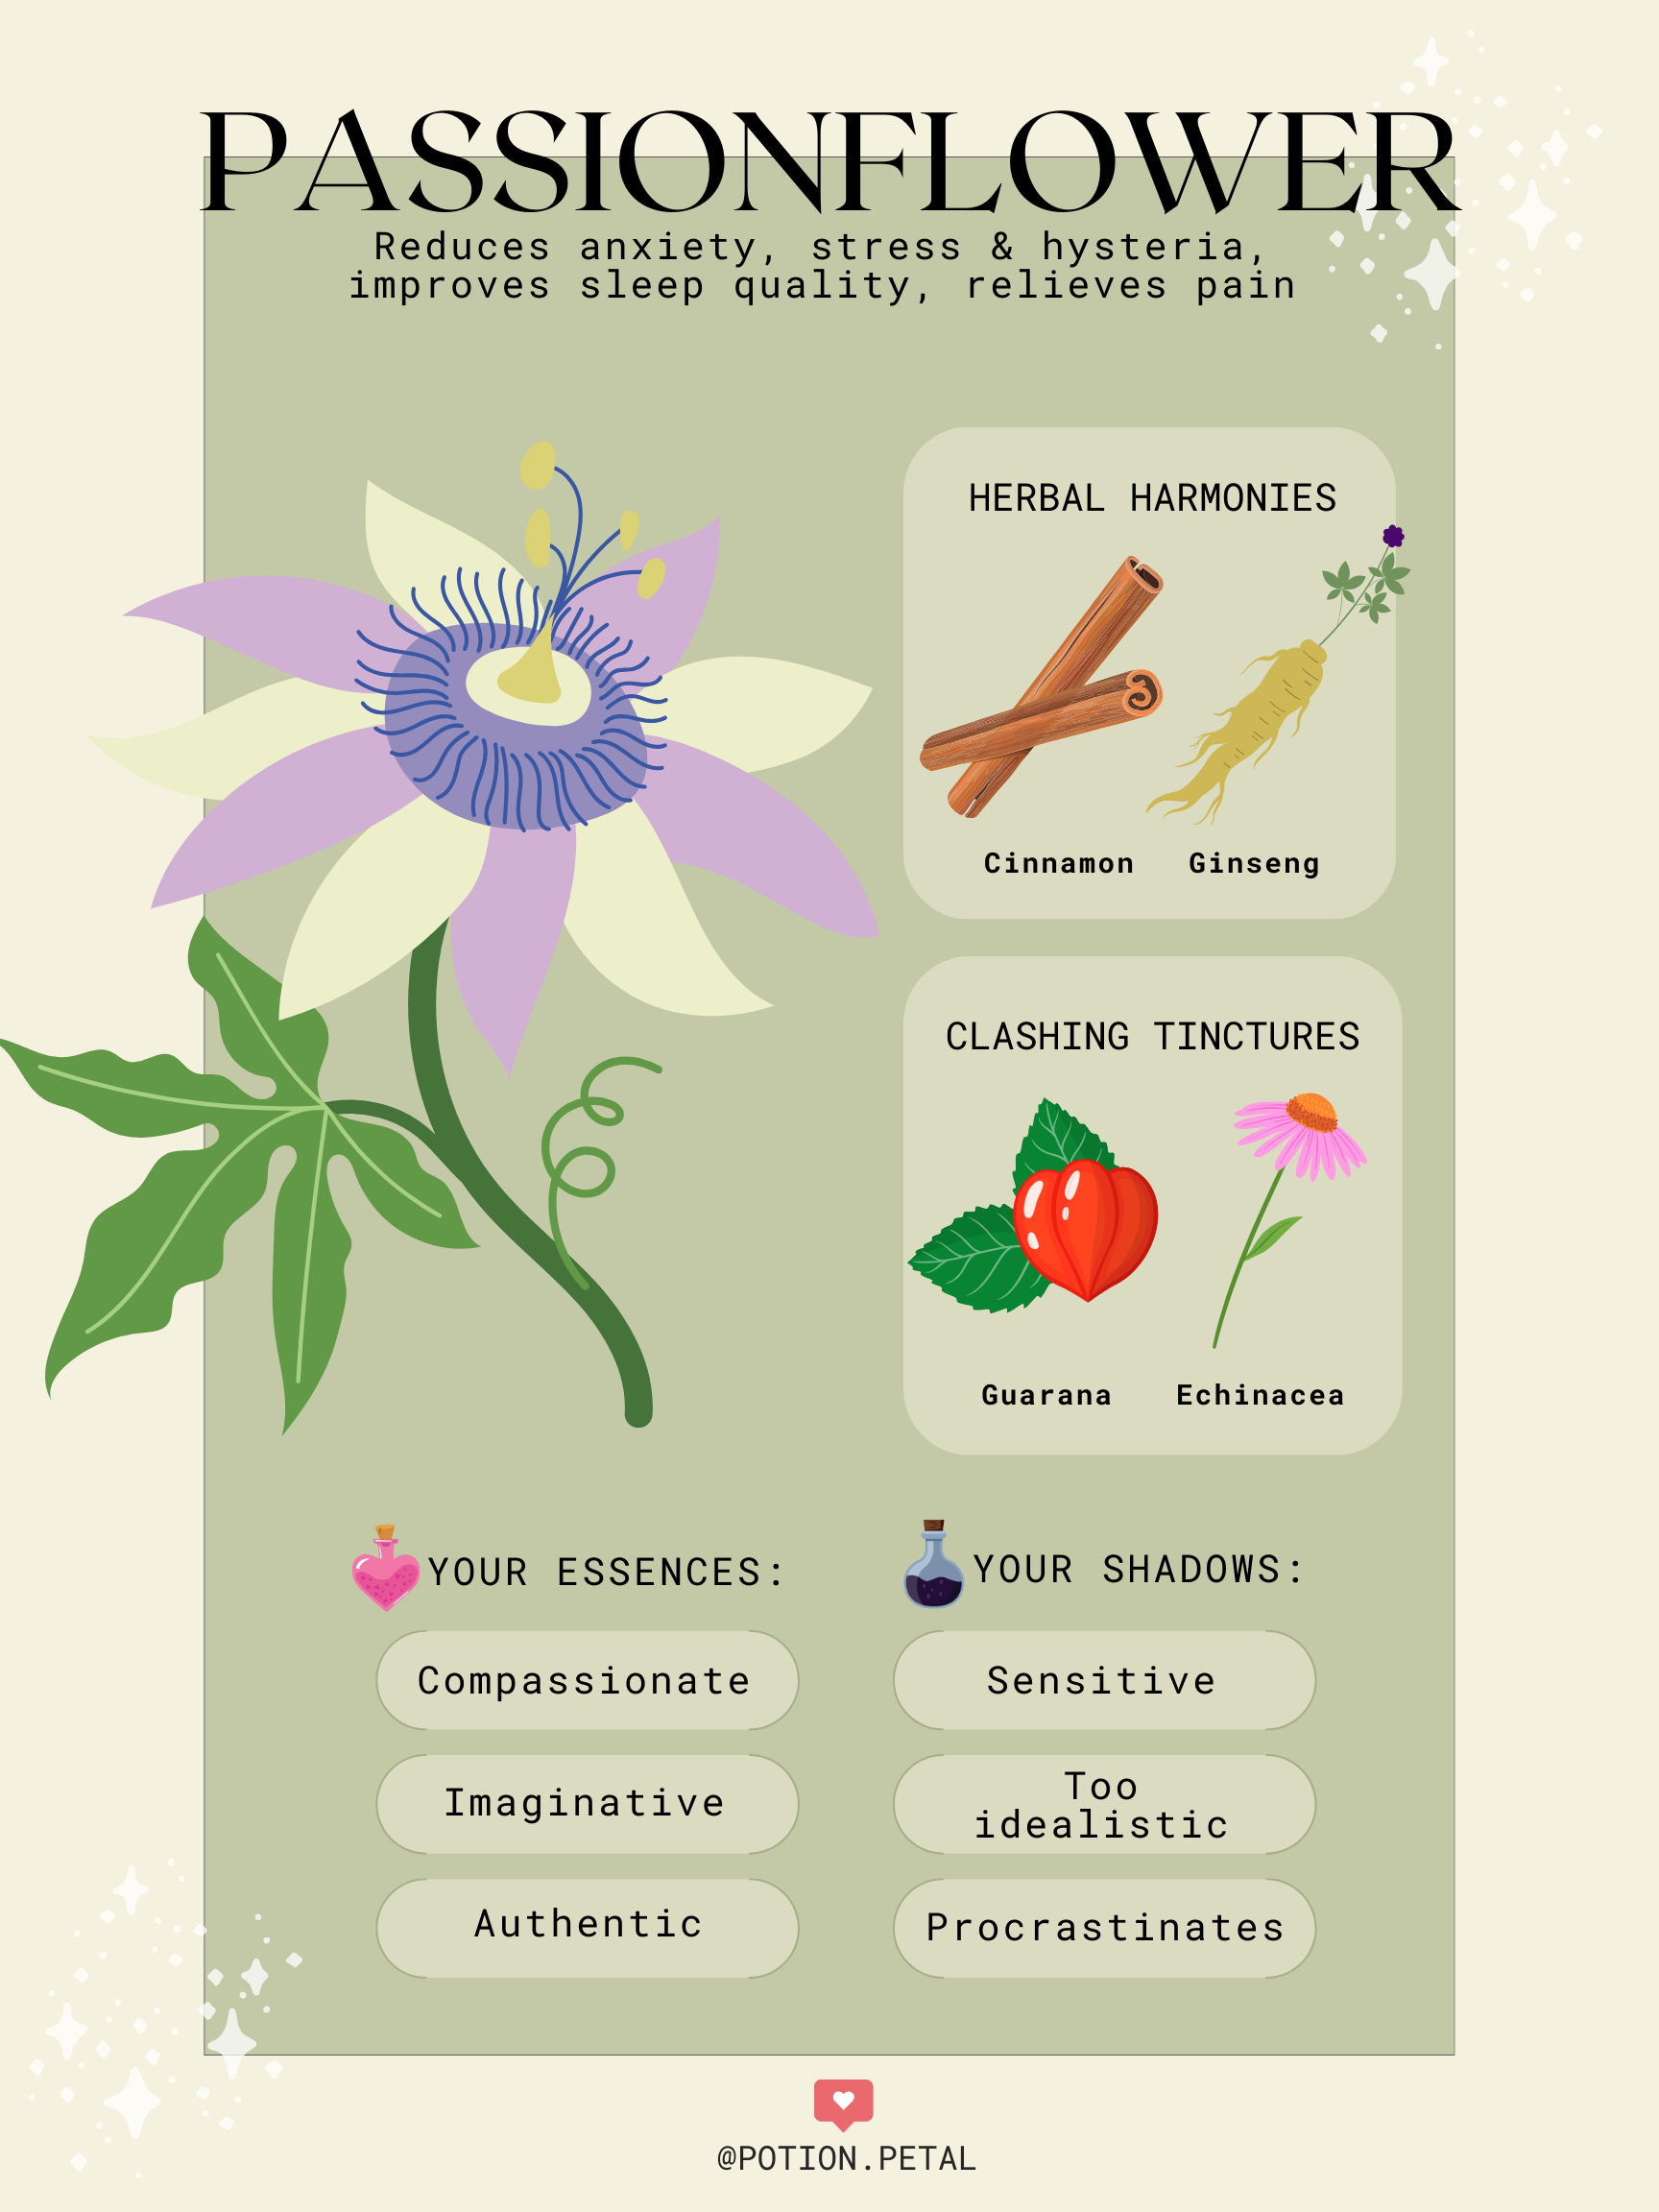 PASSIONFLOWER
Reduces anxiety, stress & hysteria,
improves sleep quality, relieves pain
HERBAL HARMONIES
Cinnamon Ginseng
CLASHING TINCTURES
Guarana Echinacea
YOUR ESSENCES:
Compassionate
Imaginative
Authentic
YOUR SHADOWS:
Sensitive
Too
idealistic
Procrastinates
@POTION.PETAL